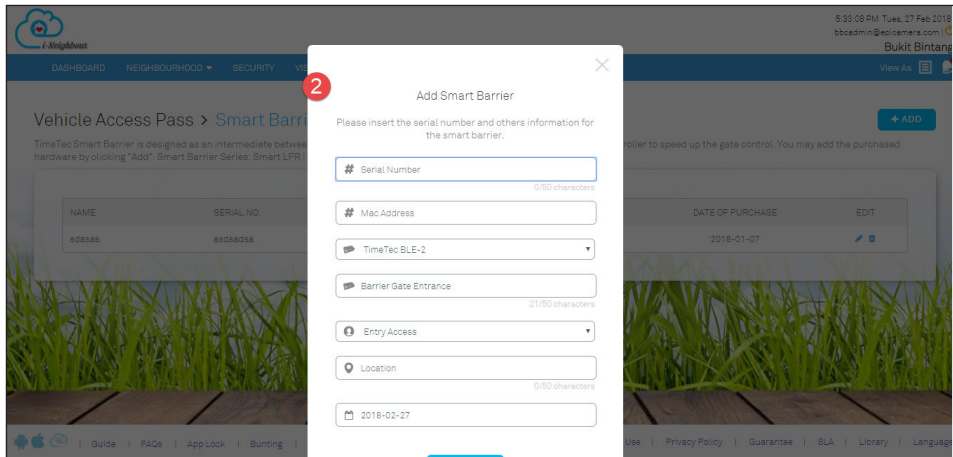 i-Neighbour
5:33:08 PM Tues, 27 Feb 2018
bbcadmin@epicamera.com |
Bukit Bintang
DASHBOARD NEIGHBOURHOOD SECURITY VIS
View As
2
Vehicle Access Pass > Smart Barri
+ ADD
TimeTec Smart Barrier is designed as an intermediate betwee
roller to speed up the gate control. You may add the purchased
hardware by clicking "Add". Smart Barrier Series: Smart LPR |
NAME SERIAL NO. DATE OF PURCHASE EDIT
adasas asdsadsa 2018-01-07
Add Smart Barrier
Please insert the serial number and others information for
the smart barrier.
# Serial Number
0/50 characters
# Mac Address
TimeTec BLE-2
Barrier Gate Entrance
21/50 characters
Entry Access
Location
0/50 characters
2018-02-27
| Guide | FAQs | App Lock | Bunting |
Use | Privacy Policy | Guarantee | SLA | Library | Language